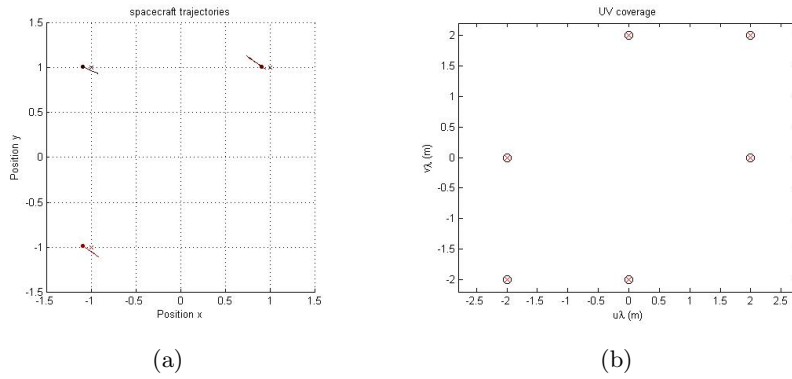 spacecraft trajectories
1.5
1
0.5
0
-0.5
-1
-1.5
Position y
-1.5 -1 -0.5 0 0.5 1 1.5
Position x
(a)
UV coverage
2
1.5
1
0.5
0
-0.5
-1
-1.5
-2
vλ (m)
-2.5 -2 -1.5 -1 -0.5 0 0.5 1 1.5 2 2.5
uλ (m)
(b)